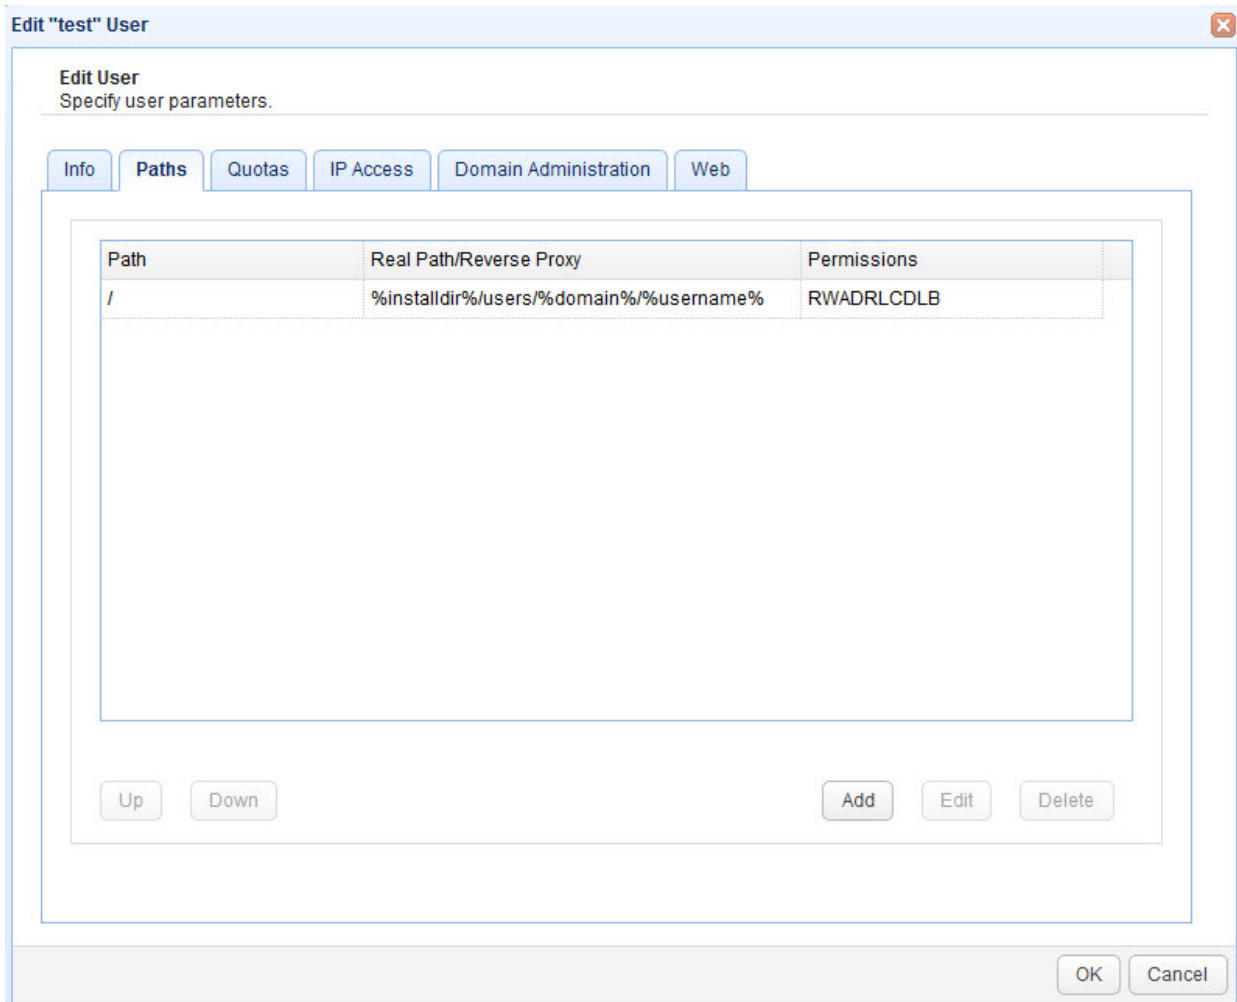 Edit "test" User
Edit User
Specify user parameters.
Info Paths Quotas IP Access Domain Administration Web
Path Real Path/Reverse Proxy Permissions
/ %installdir%/users/%domain%/%username% RWADRLCDLB
Up Down Add Edit Delete
OK Cancel